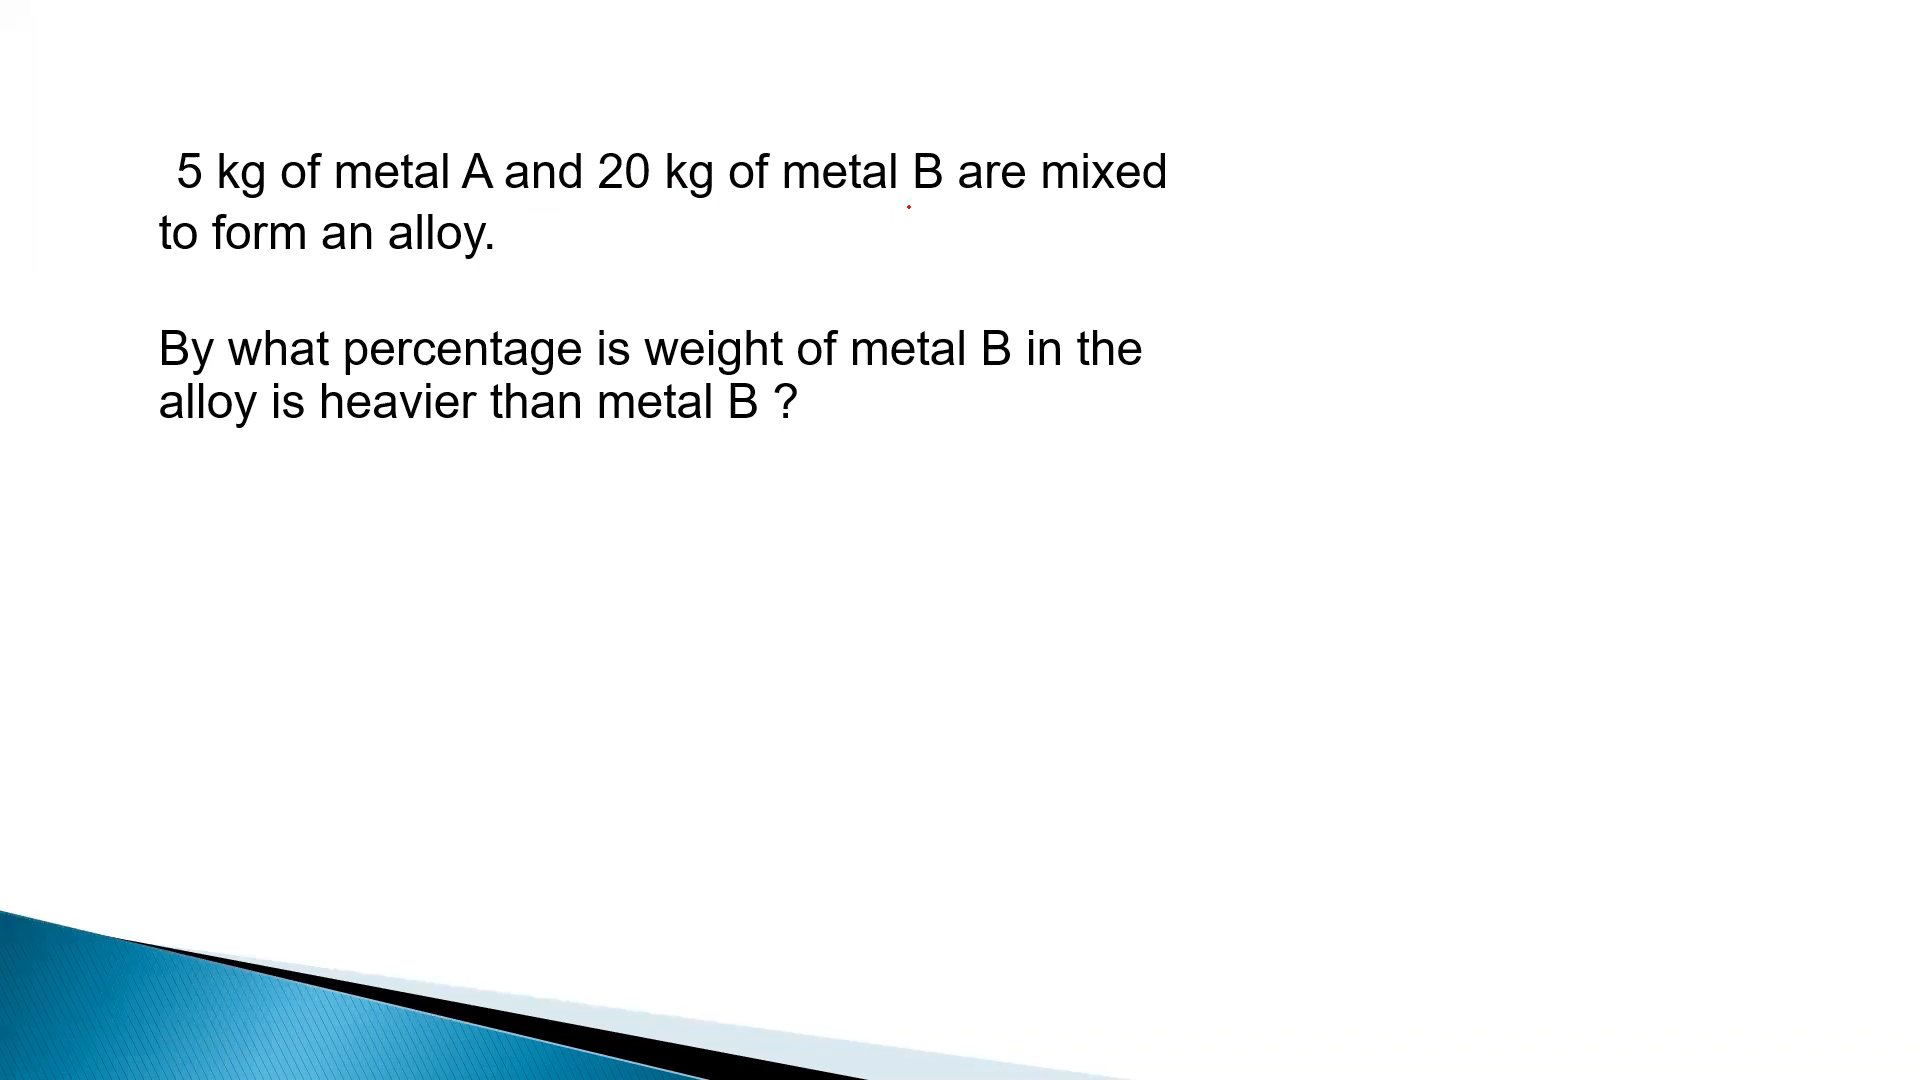 5 kg of metal A and 20 kg of metal B are mixed
to form an alloy.
By what percentage is weight of metal B in the
alloy is heavier than metal B ?